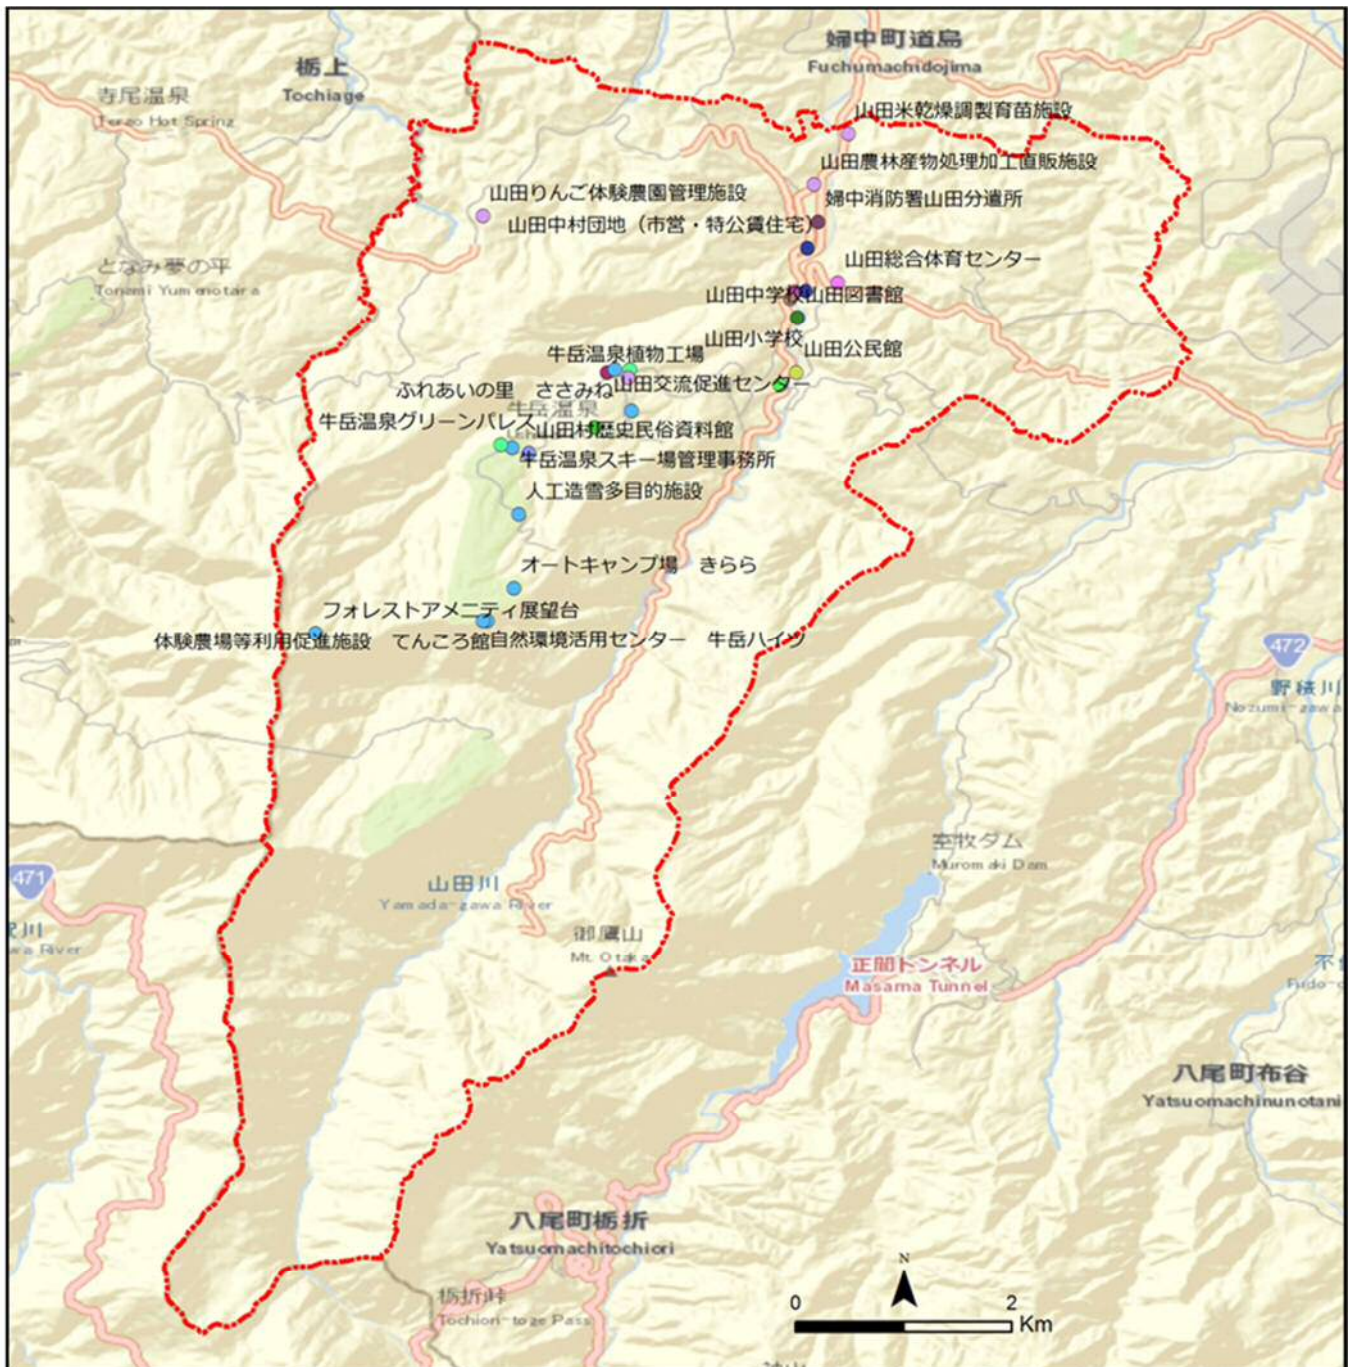 婦中町道島
Fuchumachidojima
栃上
Tochiage
寺尾温泉
Terao Hot Spring
山田米乾燥調製育苗施設
山田農林産物処理加工直販施設
山田りんご体験農園管理施設
婦中消防署山田分遣所
山田中村団地（市営・特公賃住宅）
となみ夢の平
Tonami Yumenotaira
山田総合体育センター
山田中学校
山田図書館
山田小学校
山田公民館
牛岳温泉植物工場
ふれあいの里　ささみね
山田交流促進センター
牛岳温泉
牛岳温泉グリーンパレス
山田村歴史民俗資料館
牛岳温泉スキー場管理事務所
人工造雪多目的施設
オートキャンプ場　きらら
フォレストアメニティ展望台
体験農場等利用促進施設　てんころ館
自然環境活用センター　牛岳ハイツ
472
野積川
Nozumi-gawa
室牧ダム
Muromaki Dam
471
山田川
Yamada-gawa River
川
wa River
御鷹山
Mt. Otaka
正間トンネル
Masama Tunnel
不
Fudo-
八尾町布谷
Yatsuomachinunotani
八尾町栃折
Yatsuomachitochiori
栃折峠
Tochiori-toge Pass
N
0 2
Km